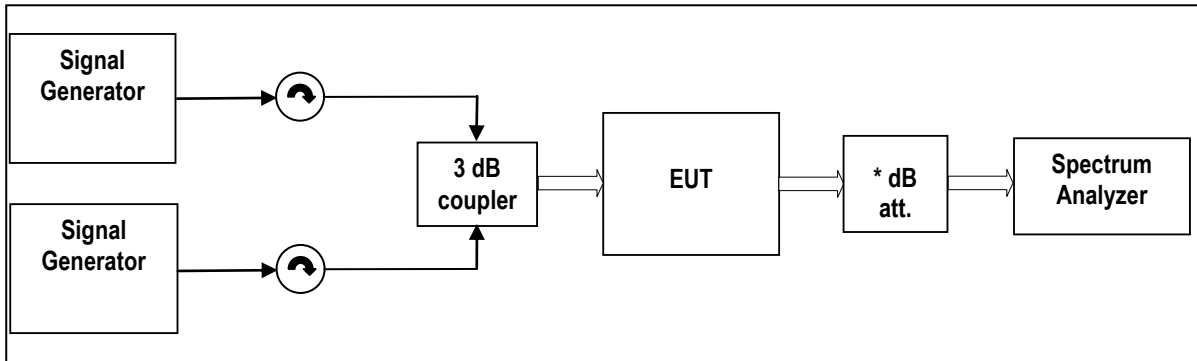 Signal
Generator
3 dB
coupler
EUT
* dB
att.
Spectrum
Analyzer
Signal
Generator